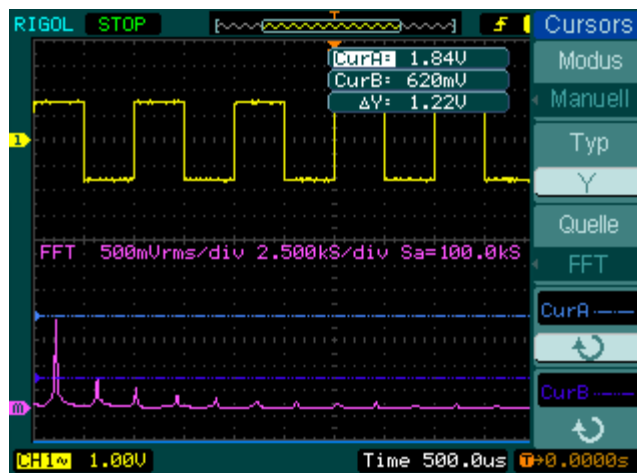 RIGOL STOP
Cursors
CurA: 1.84V
CurB: 620mV
ΔY: 1.22V
Modus
Manuell
Typ
Y
Quelle
FFT
CurA
CurB
1
T
FFT 500mVrms/div 2.500kS/div Sa=100.0kS
m
CH1~ 1.00V
Time 500.0us T→0.0000s